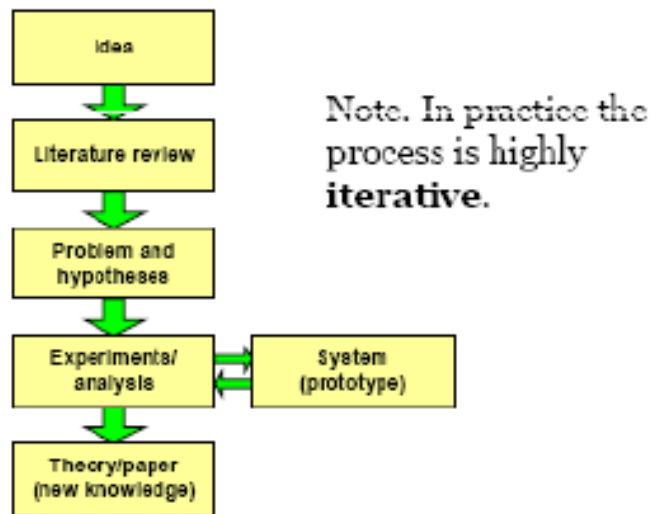 Idea
Literature review
Problem and
hypotheses
Experiments/
analysis
System
(prototype)
Theory/paper
(new knowledge)
Note. In practice the
process is highly
iterative.